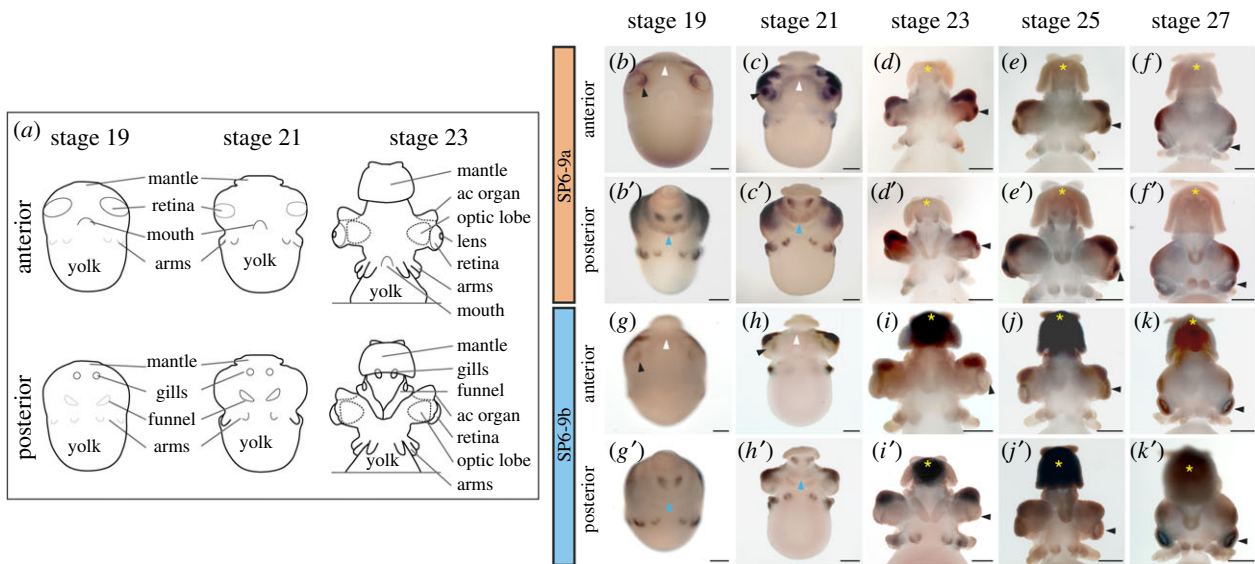 stage 19 stage 21 stage 23 stage 25 stage 27
(a) stage 19 stage 21 stage 23
anterior
mantle
retina
mouth
arms
yolk
yolk
mantle
ac organ
optic lobe
lens
retina
arms
mouth
yolk
posterior
mantle
gills
funnel
arms
yolk
yolk
mantle
gills
funnel
ac organ
retina
optic lobe
arms
yolk
SP6-9a
anterior
(b) (c) (d) (e) (f)
posterior
(b′) (c′) (d′) (e′) (f′)
SP6-9b
anterior
(g) (h) (i) (j) (k)
posterior
(g′) (h′) (i′) (j′) (k′)